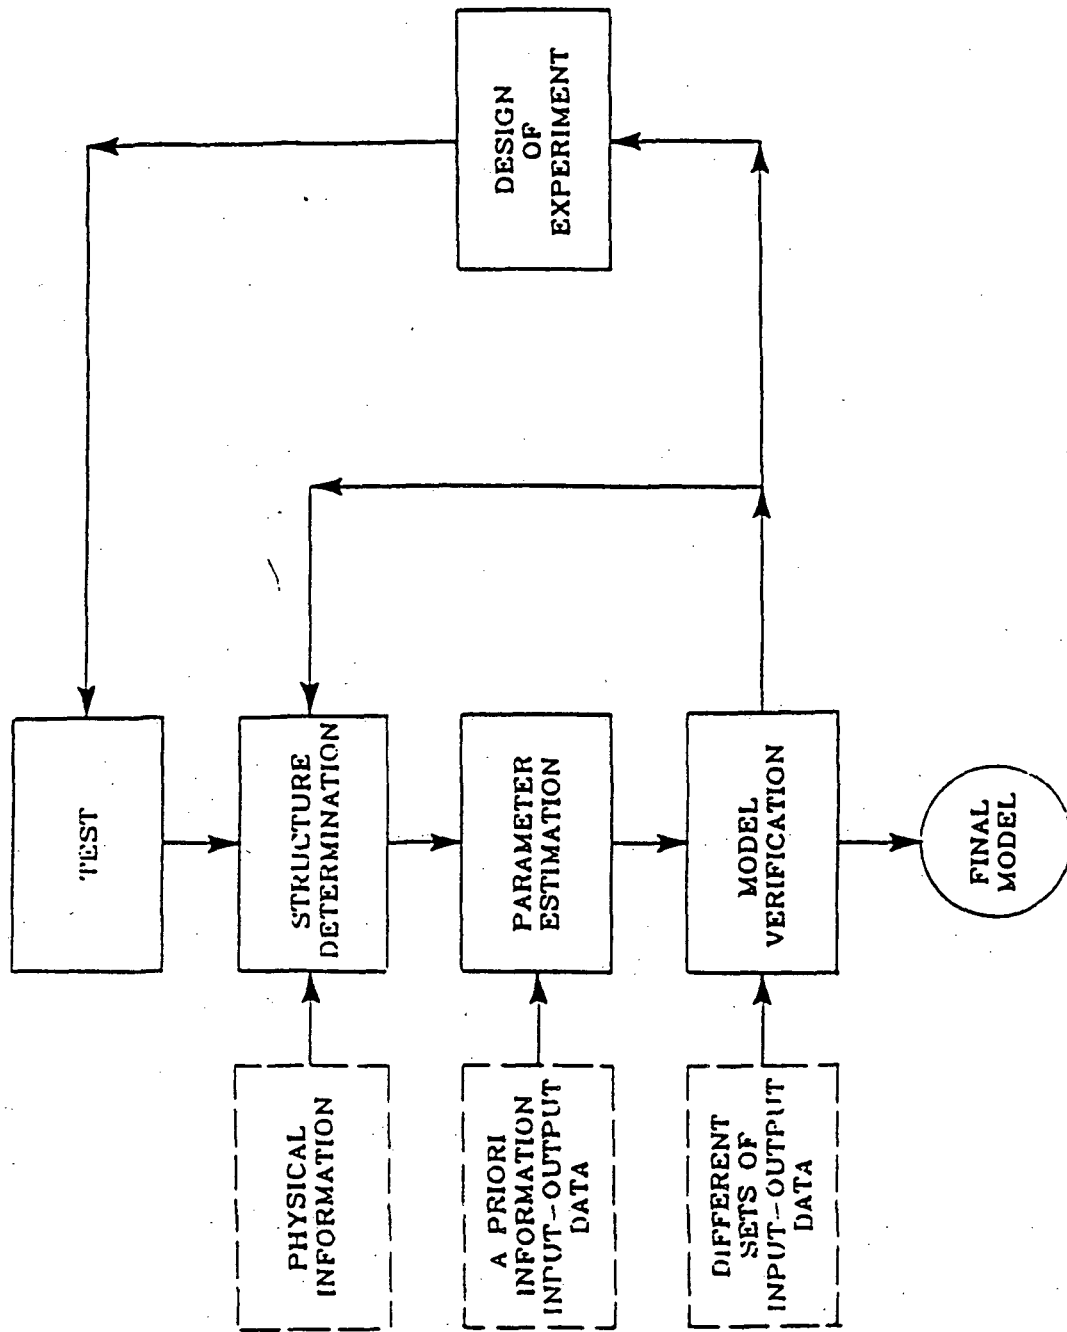 DESIGN
OF
EXPERIMENT
TEST
STRUCTURE
DETERMINATION
PARAMETER
ESTIMATION
MODEL
VERIFICATION
FINAL
MODEL
PHYSICAL
INFORMATION
A PRIORI
INFORMATION
INPUT-OUTPUT
DATA
DIFFERENT
SETS OF
INPUT-OUTPUT
DATA